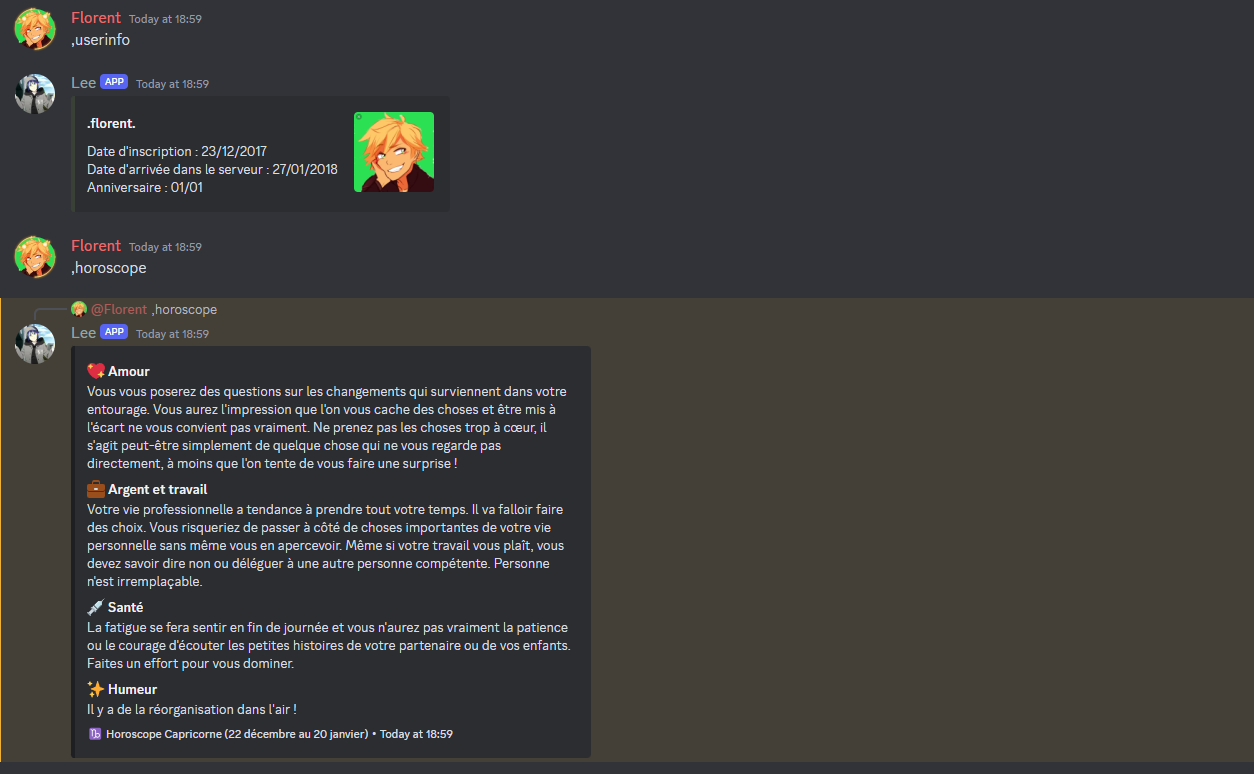 Florent Today at 18:59
,userinfo
Lee APP Today at 18:59
.florent.
Date d'inscription : 23/12/2017
Date d'arrivée dans le serveur : 27/01/2018
Anniversaire : 01/01
Florent Today at 18:59
,horoscope
@Florent ,horoscope
Lee APP Today at 18:59
Amour
Vous vous poserez des questions sur les changements qui surviennent dans votre
entourage. Vous aurez l'impression que l'on vous cache des choses et être mis à
l'écart ne vous convient pas vraiment. Ne prenez pas les choses trop à cœur, il
s'agit peut-être simplement de quelque chose qui ne vous regarde pas
directement, à moins que l'on tente de vous faire une surprise !
Argent et travail
Votre vie professionnelle a tendance à prendre tout votre temps. Il va falloir faire
des choix. Vous risqueriez de passer à côté de choses importantes de votre vie
personnelle sans même vous en apercevoir. Même si votre travail vous plaît, vous
devez savoir dire non ou déléguer à une autre personne compétente. Personne
n'est irremplaçable.
Santé
La fatigue se fera sentir en fin de journée et vous n'aurez pas vraiment la patience
ou le courage d'écouter les petites histoires de votre partenaire ou de vos enfants.
Faites un effort pour vous dominer.
Humeur
Il y a de la réorganisation dans l'air !
Horoscope Capricorne (22 décembre au 20 janvier) • Today at 18:59